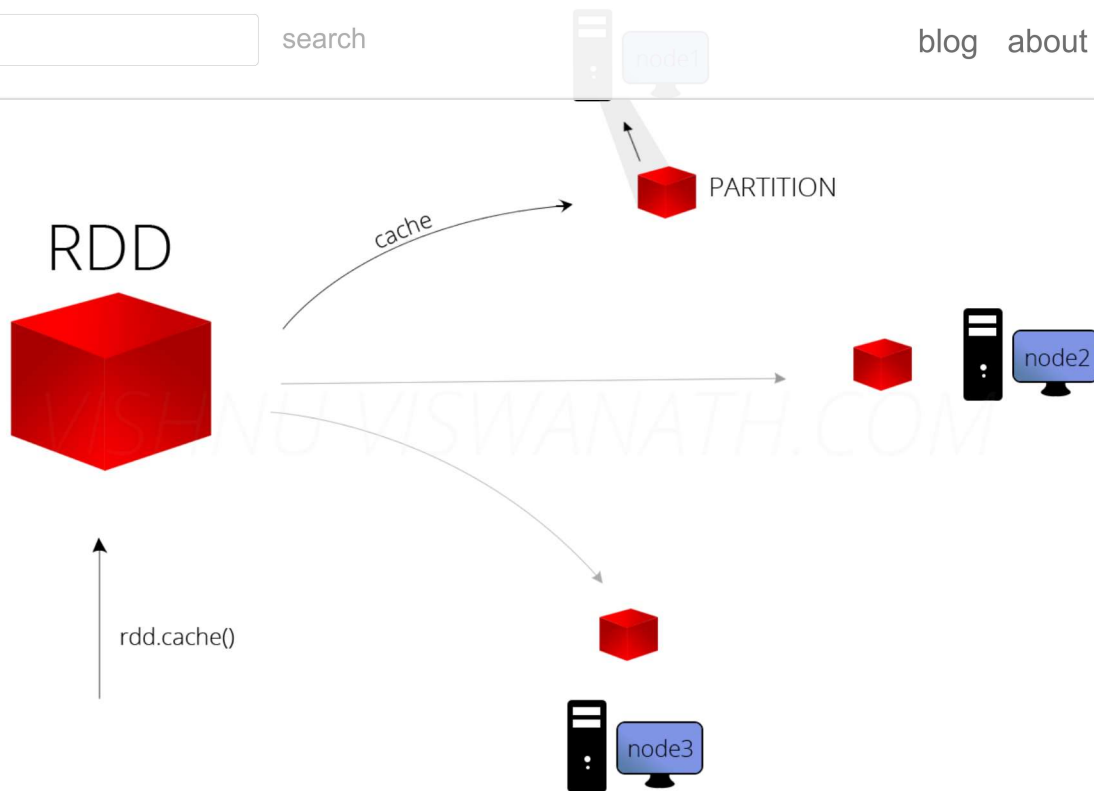 search
blog about
node1
PARTITION
cache
RDD
node2
VISHNU VISWANATH.COM
rdd.cache()
node3